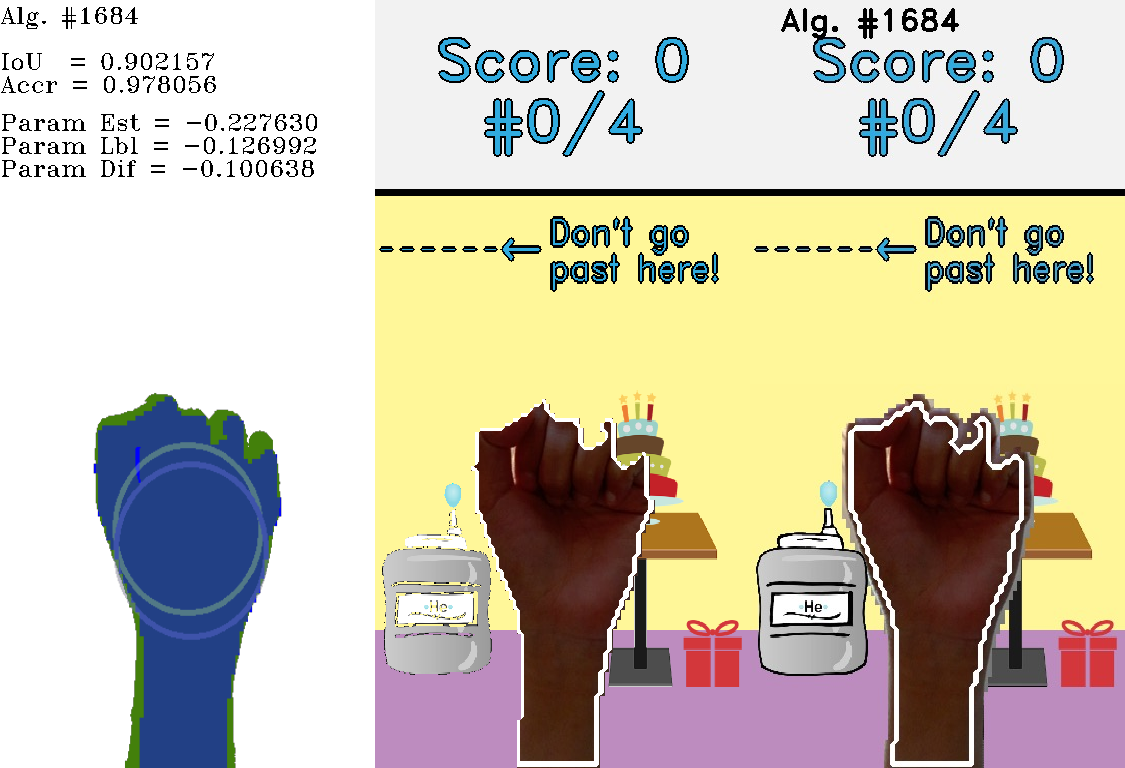 Alg. #1684
IoU = 0.902157
Accr = 0.978056
Param Est = −0.227630
Param Lbl = −0.126992
Param Dif = −0.100638
Score: 0
#0/4
Don't go
past here!
He
Alg. #1684
Score: 0
#0/4
Don't go
past here!
He